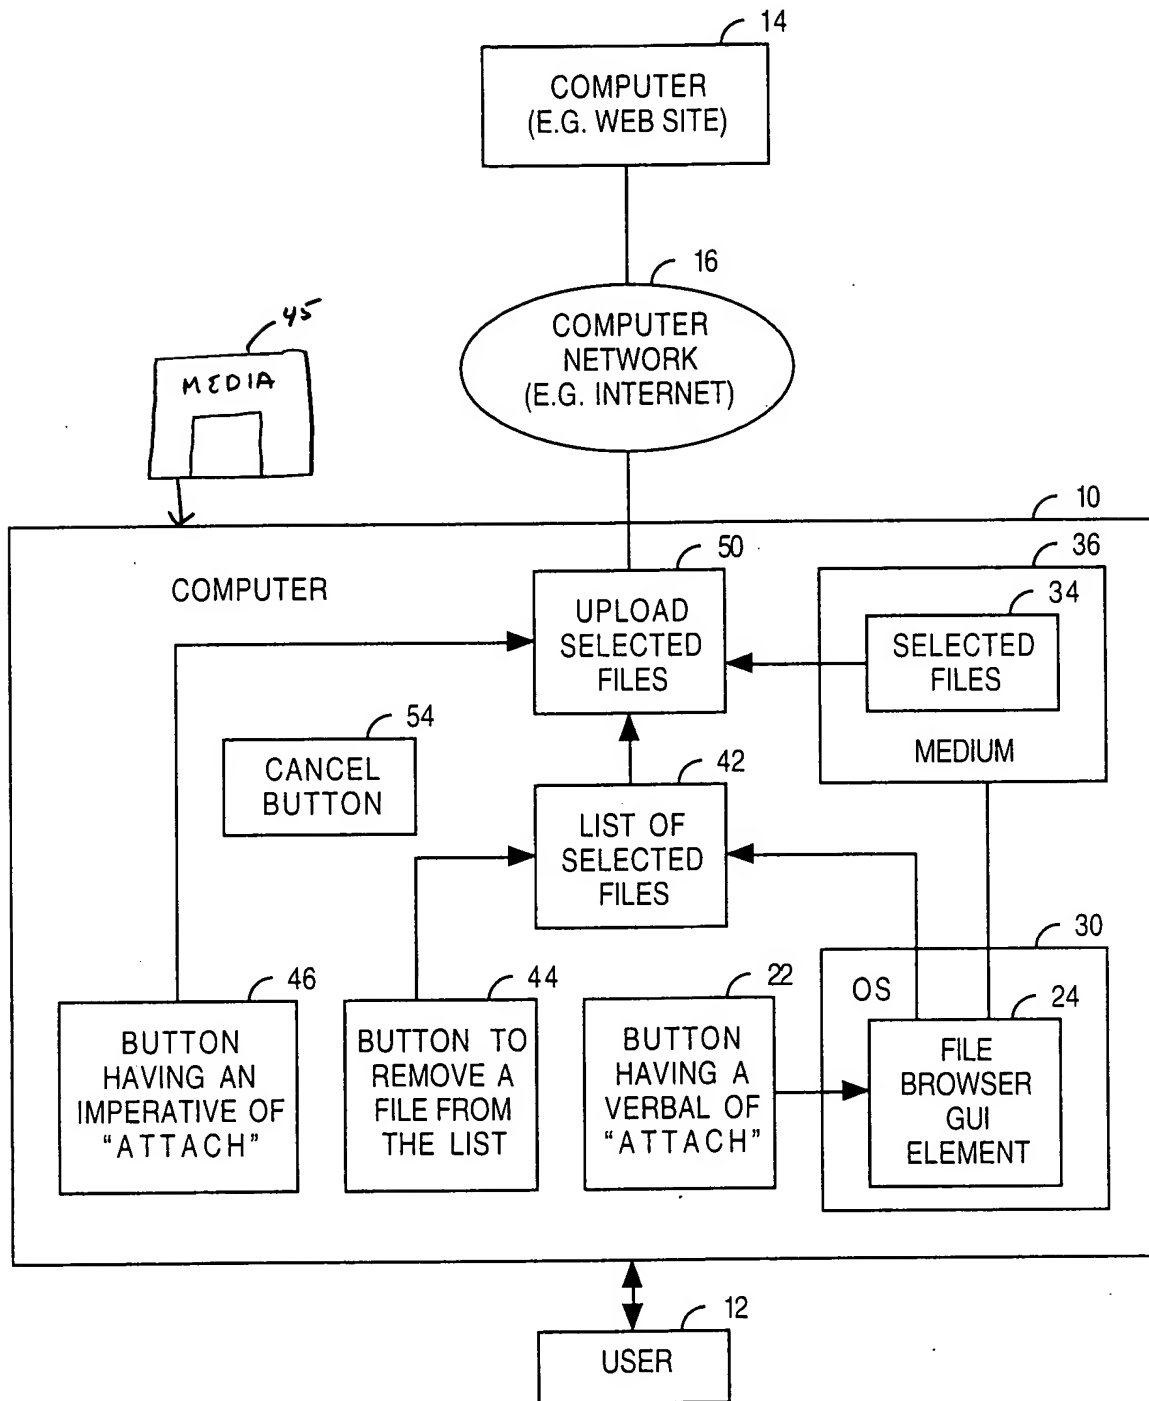 14
COMPUTER
(E.G. WEB SITE)
16
COMPUTER
NETWORK
(E.G. INTERNET)
45
MEDIA
10
COMPUTER
50
UPLOAD
SELECTED
FILES
36
34
SELECTED
FILES
MEDIUM
54
CANCEL
BUTTON
42
LIST OF
SELECTED
FILES
46
BUTTON
HAVING AN
IMPERATIVE OF
“ATTACH”
44
BUTTON TO
REMOVE A
FILE FROM
THE LIST
22
BUTTON
HAVING A
VERBAL OF
“ATTACH”
30
OS
24
FILE
BROWSER
GUI
ELEMENT
12
USER